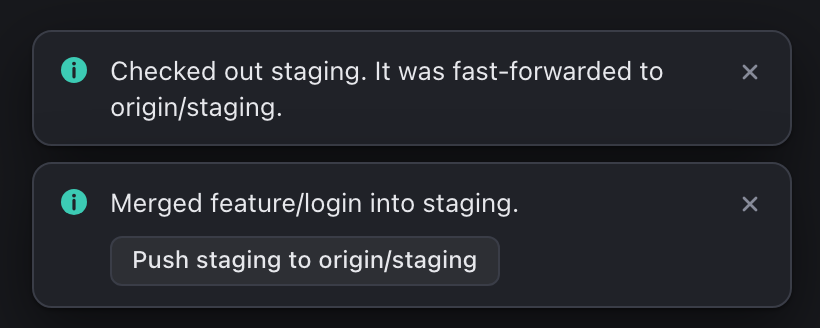 Checked out staging. It was fast-forwarded to
origin/staging.
Merged feature/login into staging.
Push staging to origin/staging